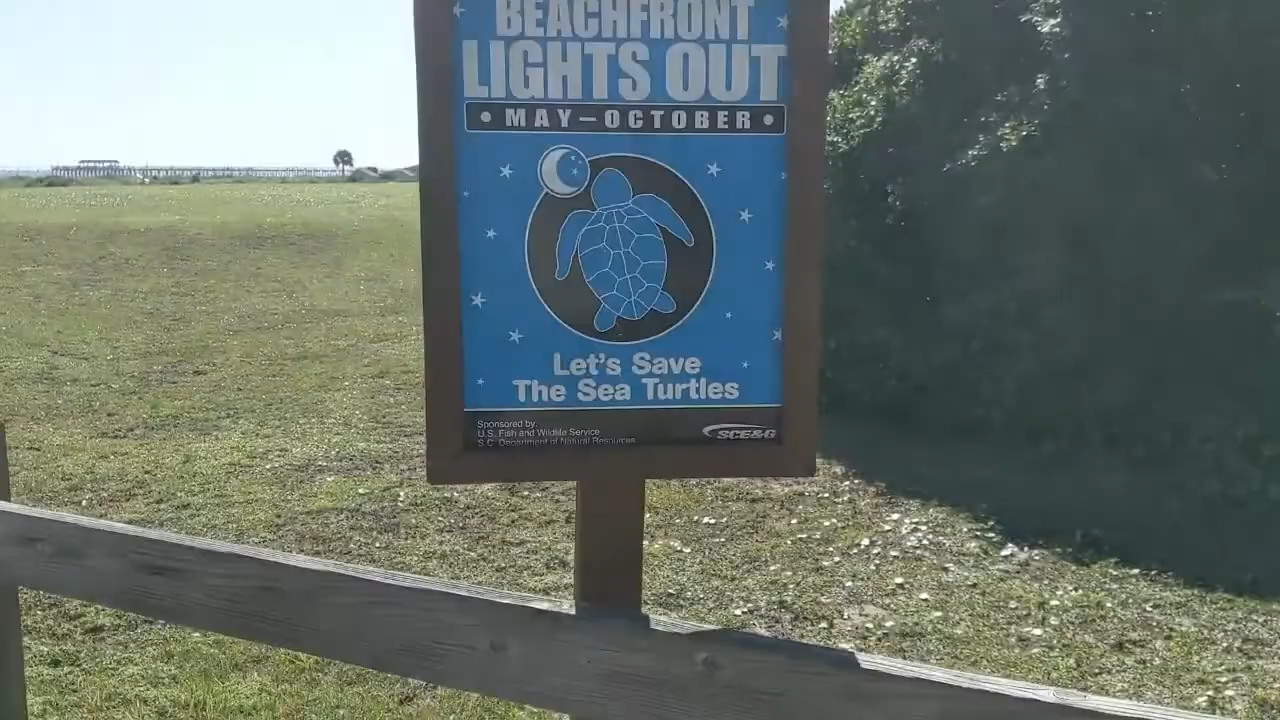 BEACHFRONT
LIGHTS OUT
• MAY–OCTOBER •
Let's Save
The Sea Turtles
Sponsored by:
U.S. Fish and Wildlife Service
S.C. Department of Natural Resources
SCE&G